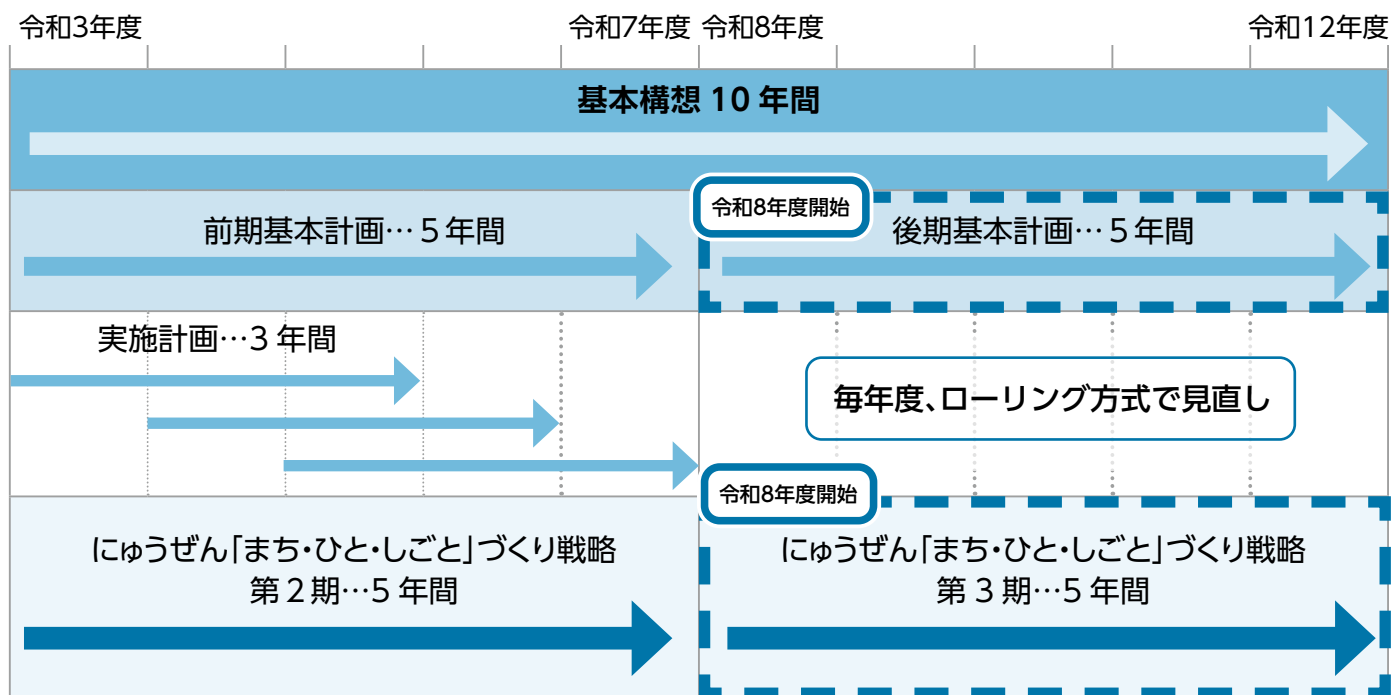 令和3年度
令和7年度
令和8年度
令和12年度
基本構想 10 年間
令和8年度開始
前期基本計画…5 年間
後期基本計画…5 年間
実施計画…3 年間
毎年度、ローリング方式で見直し
令和8年度開始
にゅうぜん「まち・ひと・しごと」づくり戦略
第2期…5 年間
にゅうぜん「まち・ひと・しごと」づくり戦略
第3期…5 年間